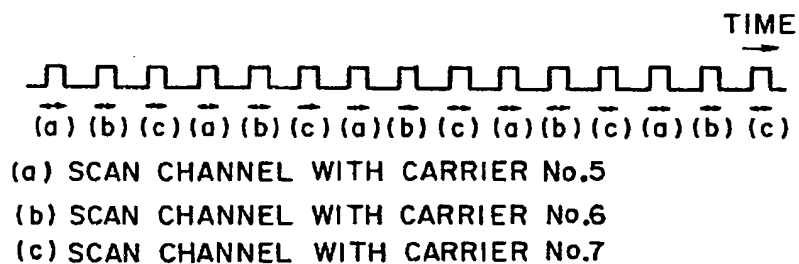 TIME
(a) (b) (c) (a) (b) (c) (a) (b) (c) (a) (b) (c) (a) (b) (c)
(a) SCAN CHANNEL WITH CARRIER No.5
(b) SCAN CHANNEL WITH CARRIER No.6
(c) SCAN CHANNEL WITH CARRIER No.7